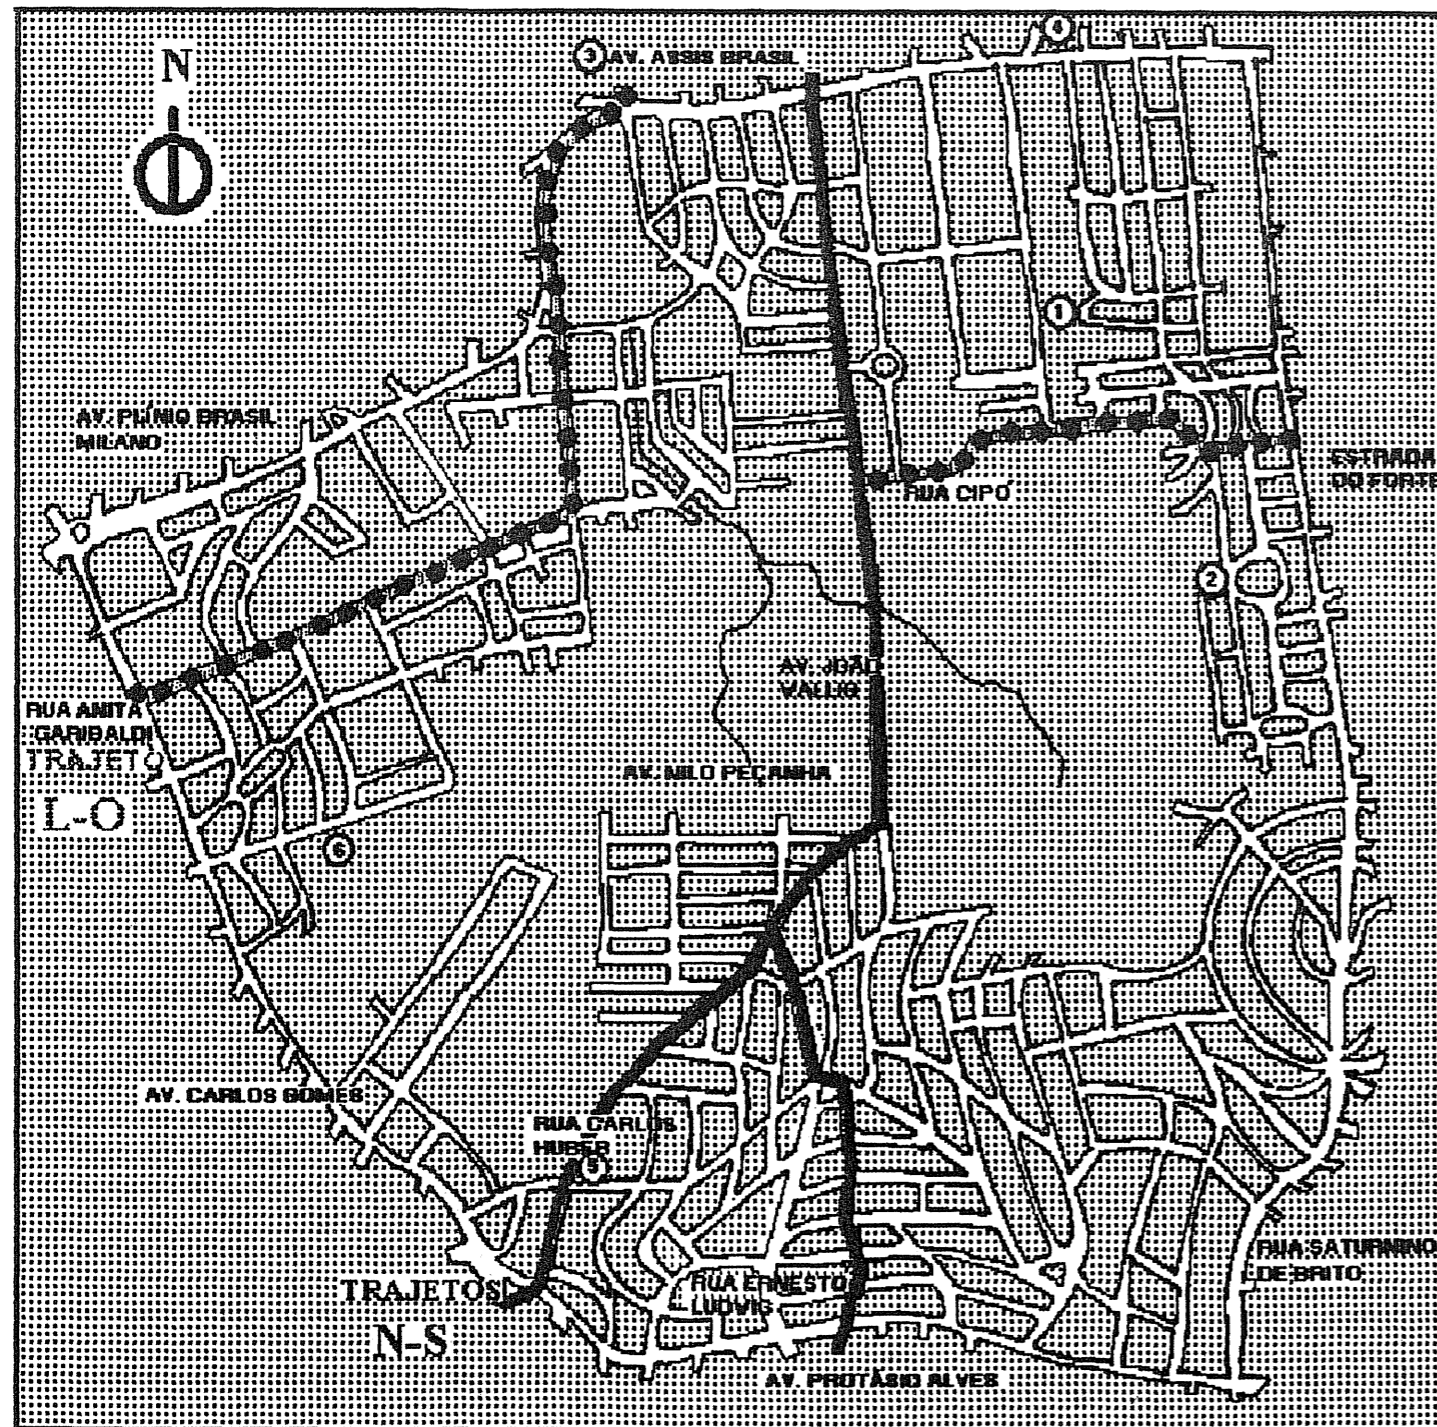 N
④
③ AV. ASSIS BRASIL
①
AV. PLÍNIO BRASIL
MILANO
ESTRADA
DO FORTE
RUA CIPÓ
②
AV. JOÃO
WALLIG
RUA ANITA
GARIBALDI
TRAJETO
L-O
AV. NILO PEÇANHA
⑥
AV. CARLOS GOMES
RUA CARLOS
HUBER
⑤
RUA SATURNINO
DE BRITO
TRAJETOS
N-S
RUA ERNESTO
LUDWIG
AV. PROTÁSIO ALVES